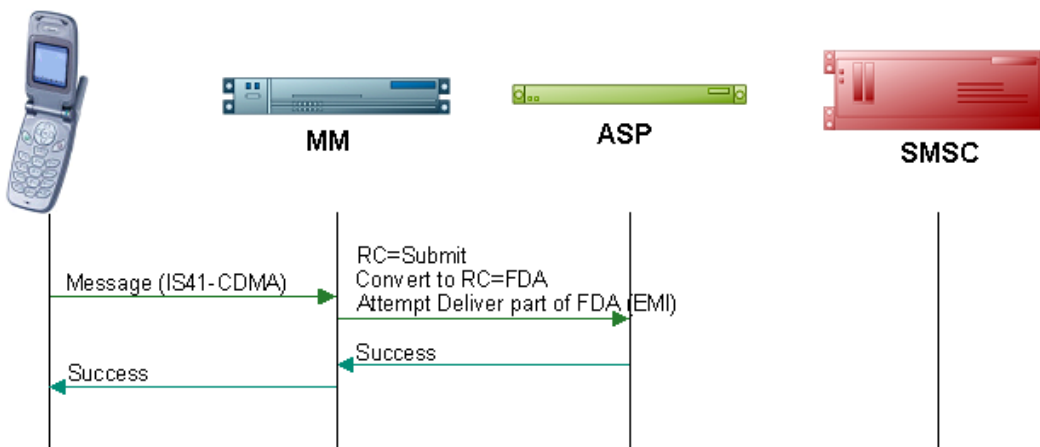 MM
ASP
SMSC
Message (IS41-CDMA)
RC=Submit
Convert to RC=FDA
Attempt Deliver part of FDA (EMI)
Success
Success